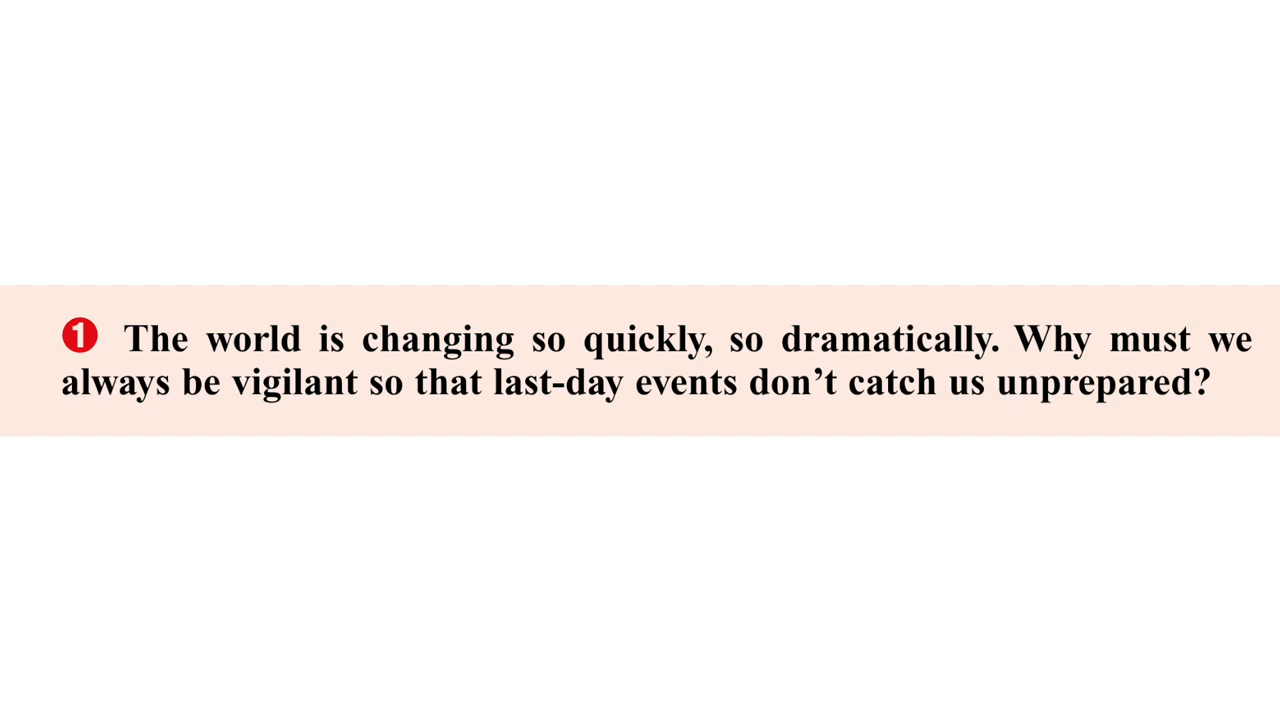 ❶ The world is changing so quickly, so dramatically. Why must we
always be vigilant so that last-day events don’t catch us unprepared?